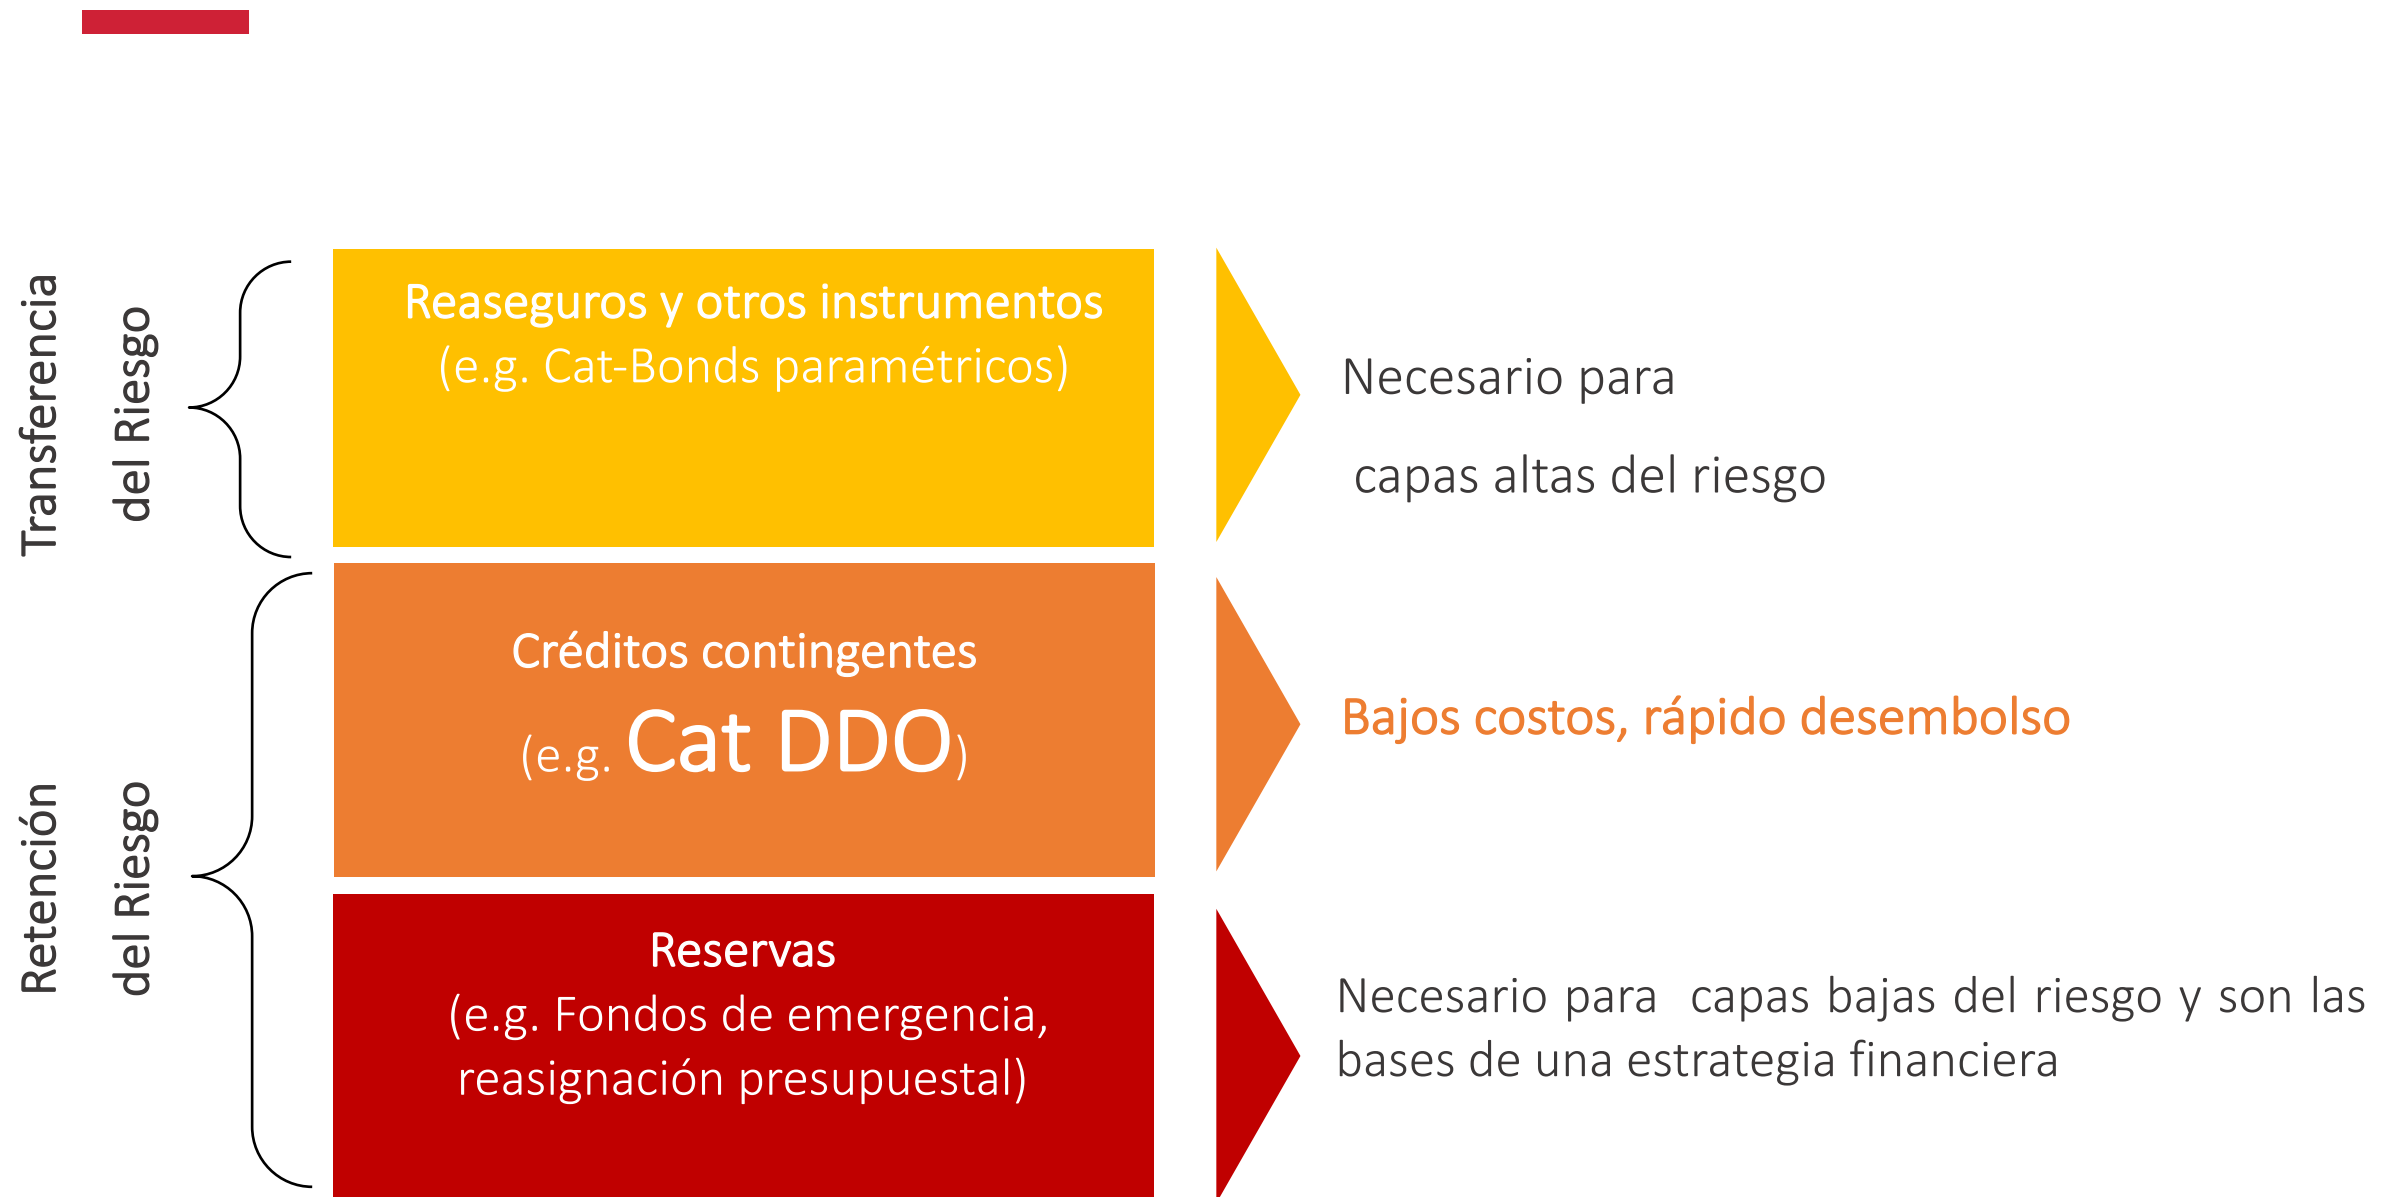 Transferencia
del Riesgo
Reaseguros y otros instrumentos
(e.g. Cat-Bonds paramétricos)
Necesario para
capas altas del riesgo
Retención
del Riesgo
Créditos contingentes
(e.g. Cat DDO)
Bajos costos, rápido desembolso
Reservas
(e.g. Fondos de emergencia,
reasignación presupuestal)
Necesario para capas bajas del riesgo y son las
bases de una estrategia financiera